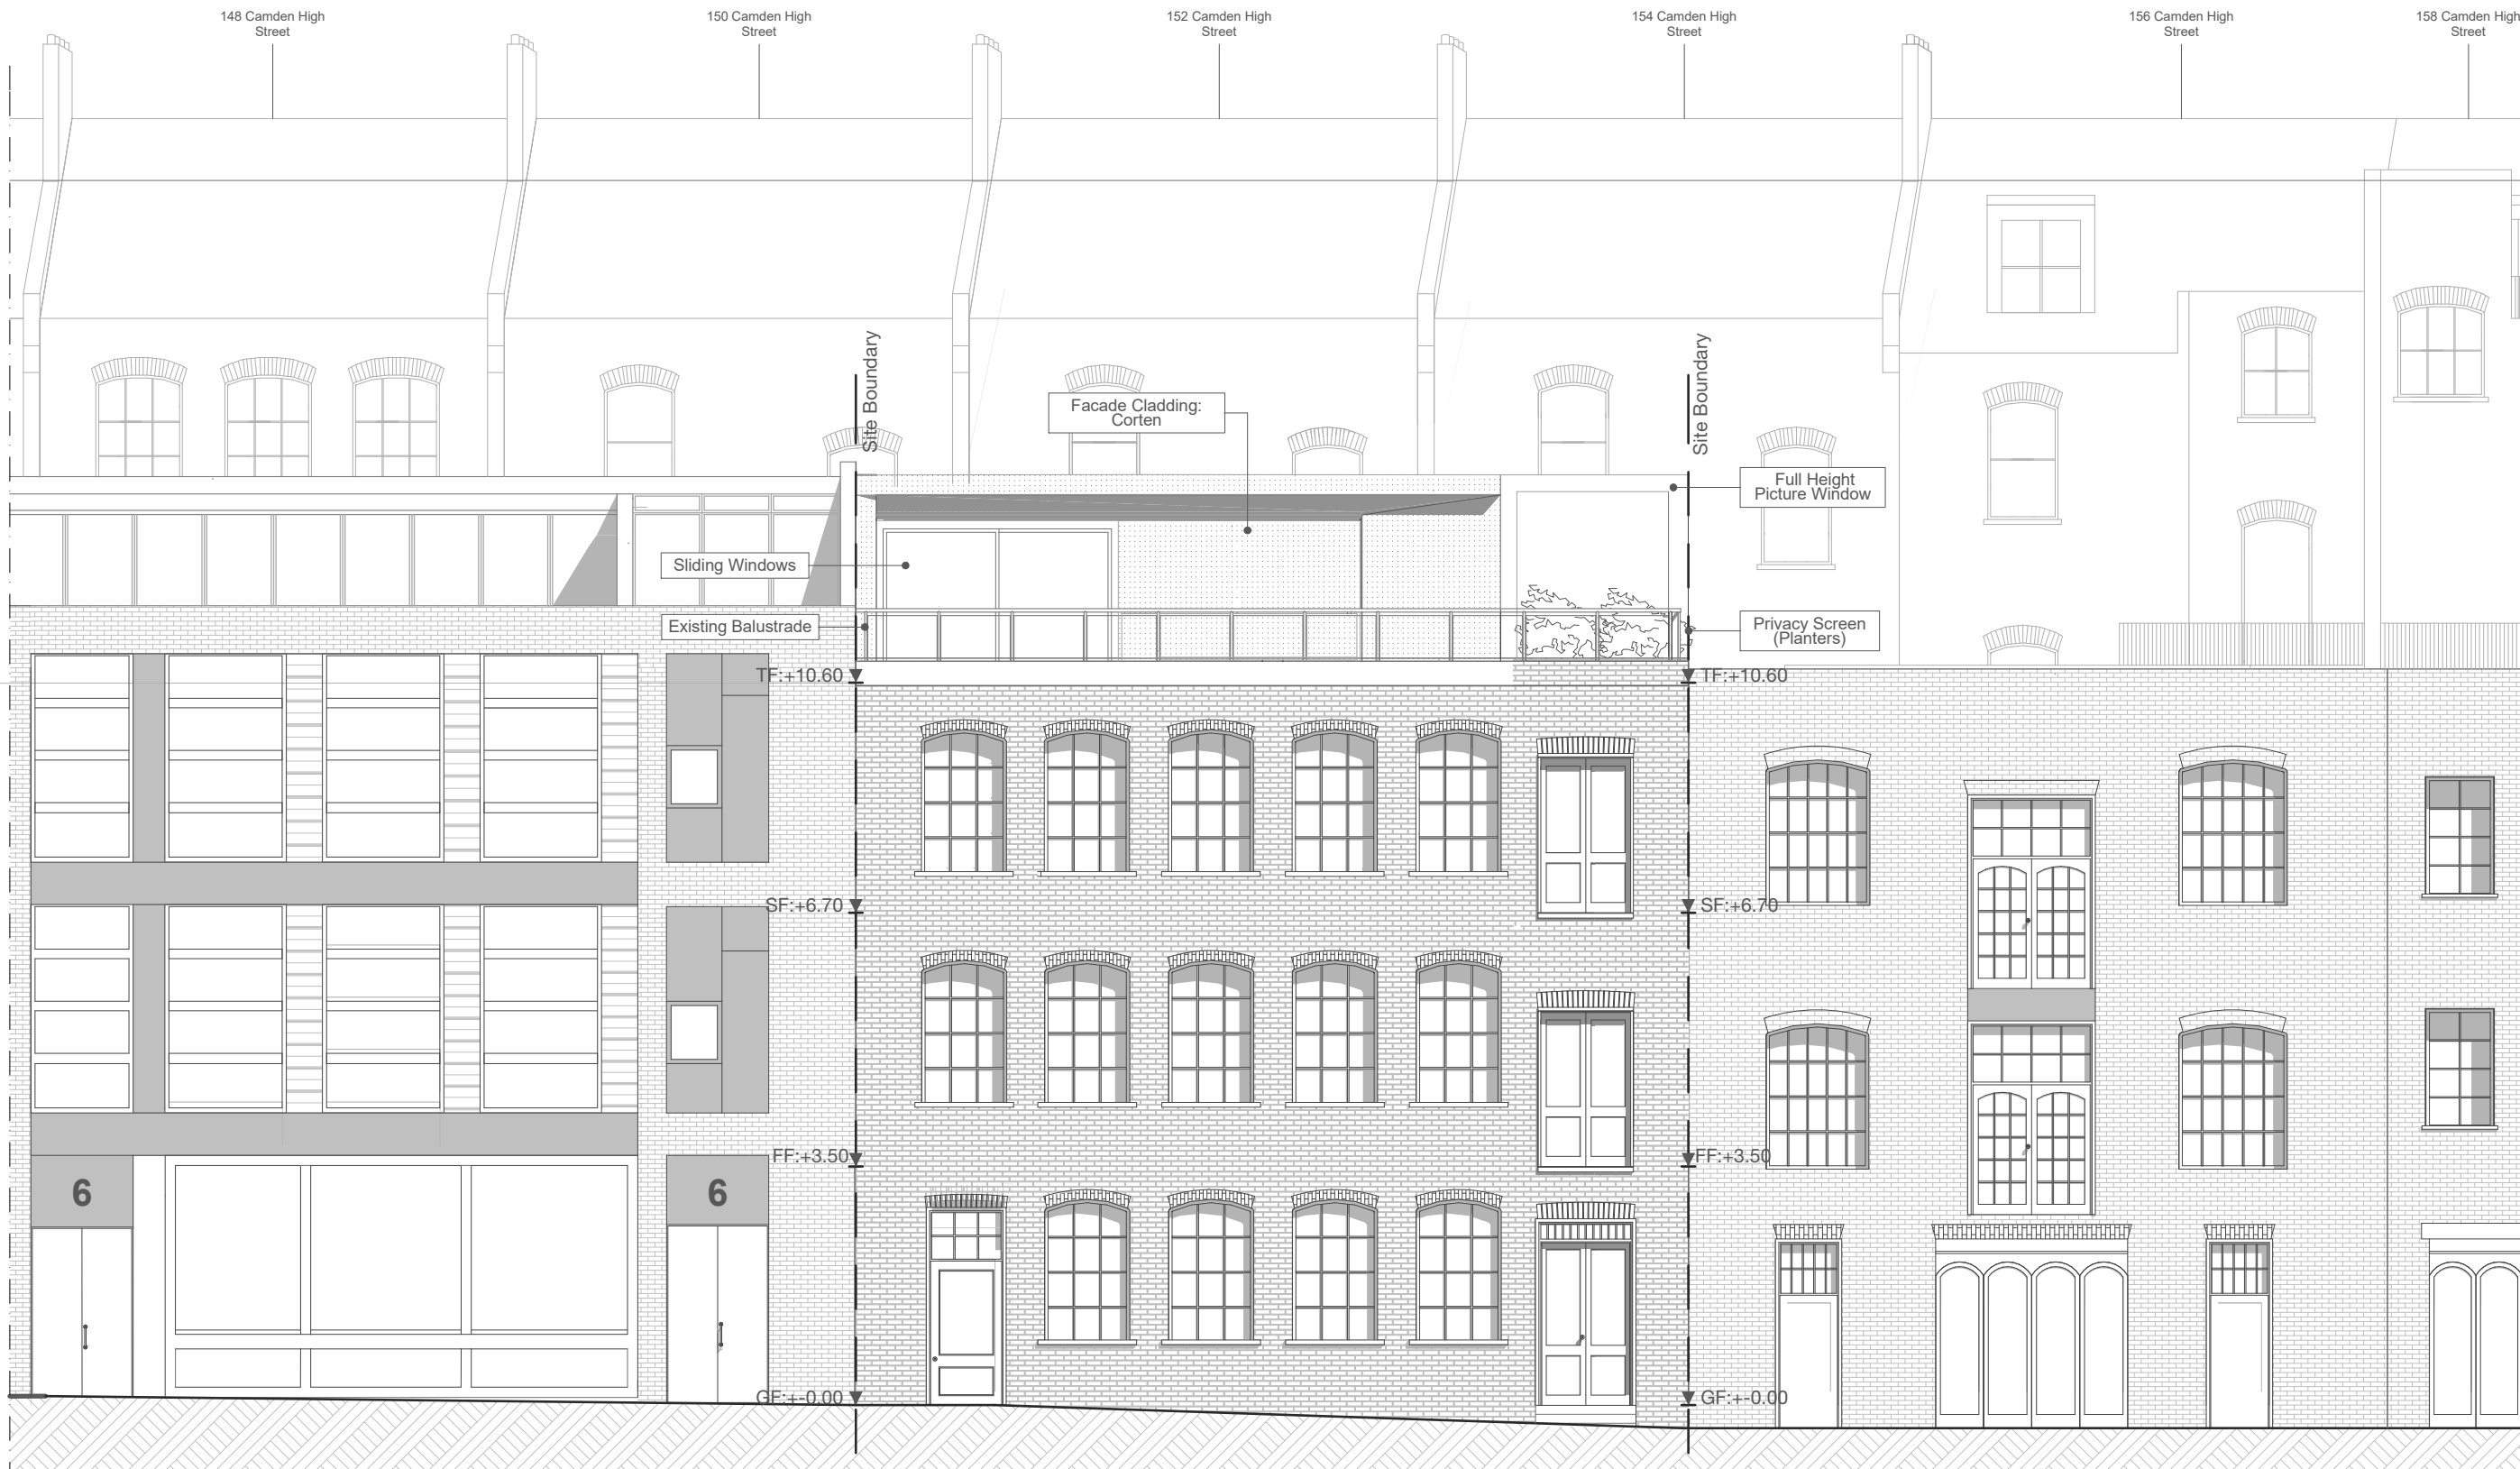 148 Camden High
Street
150 Camden High
Street
152 Camden High
Street
154 Camden High
Street
156 Camden High
Street
158 Camden High
Street
Site Boundary
Site Boundary
Facade Cladding:
Corten
Full Height
Picture Window
Sliding Windows
Existing Balustrade
Privacy Screen
(Planters)
TF:+10.60
TF:+10.60
SF:+6.70
SF:+6.70
FF:+3.50
FF:+3.50
6
6
GF:+-0.00
GF:+-0.00